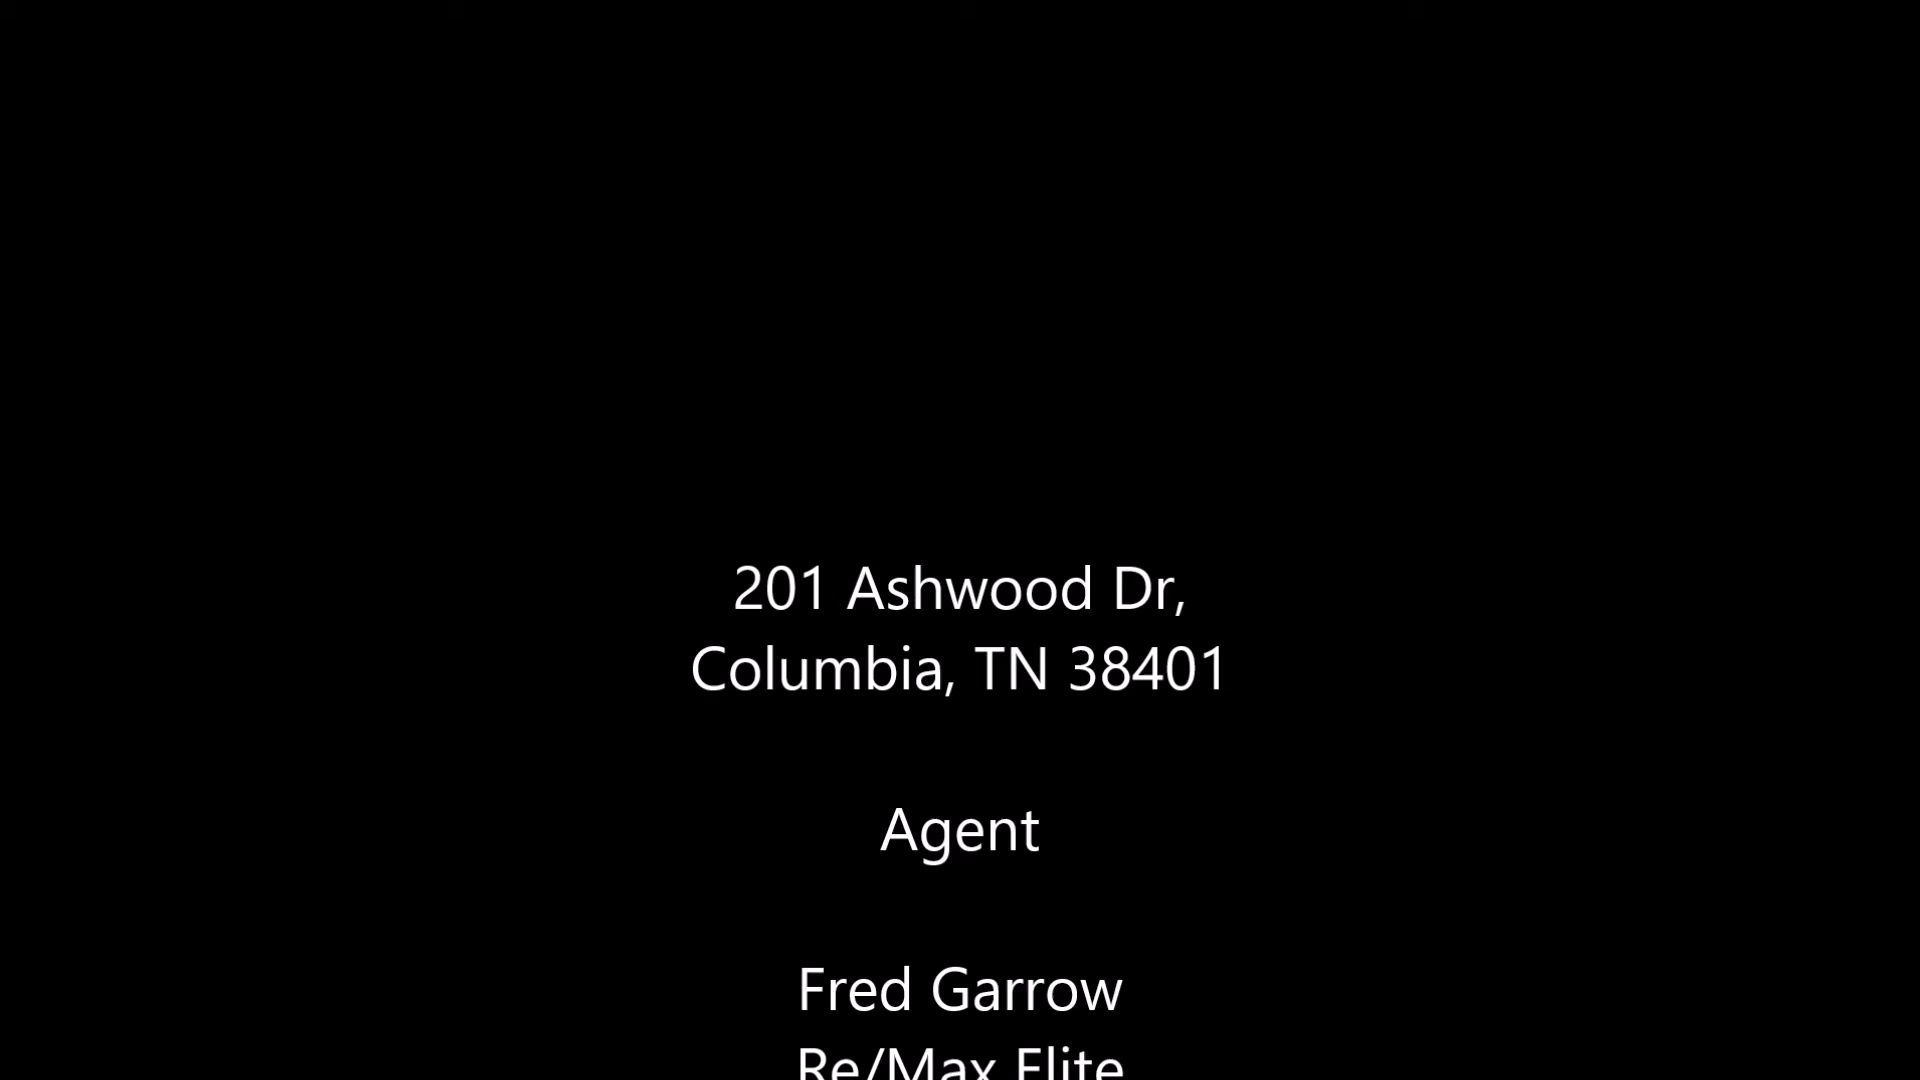 201 Ashwood Dr,
Columbia, TN 38401
Agent
Fred Garrow
Re/Max Elite